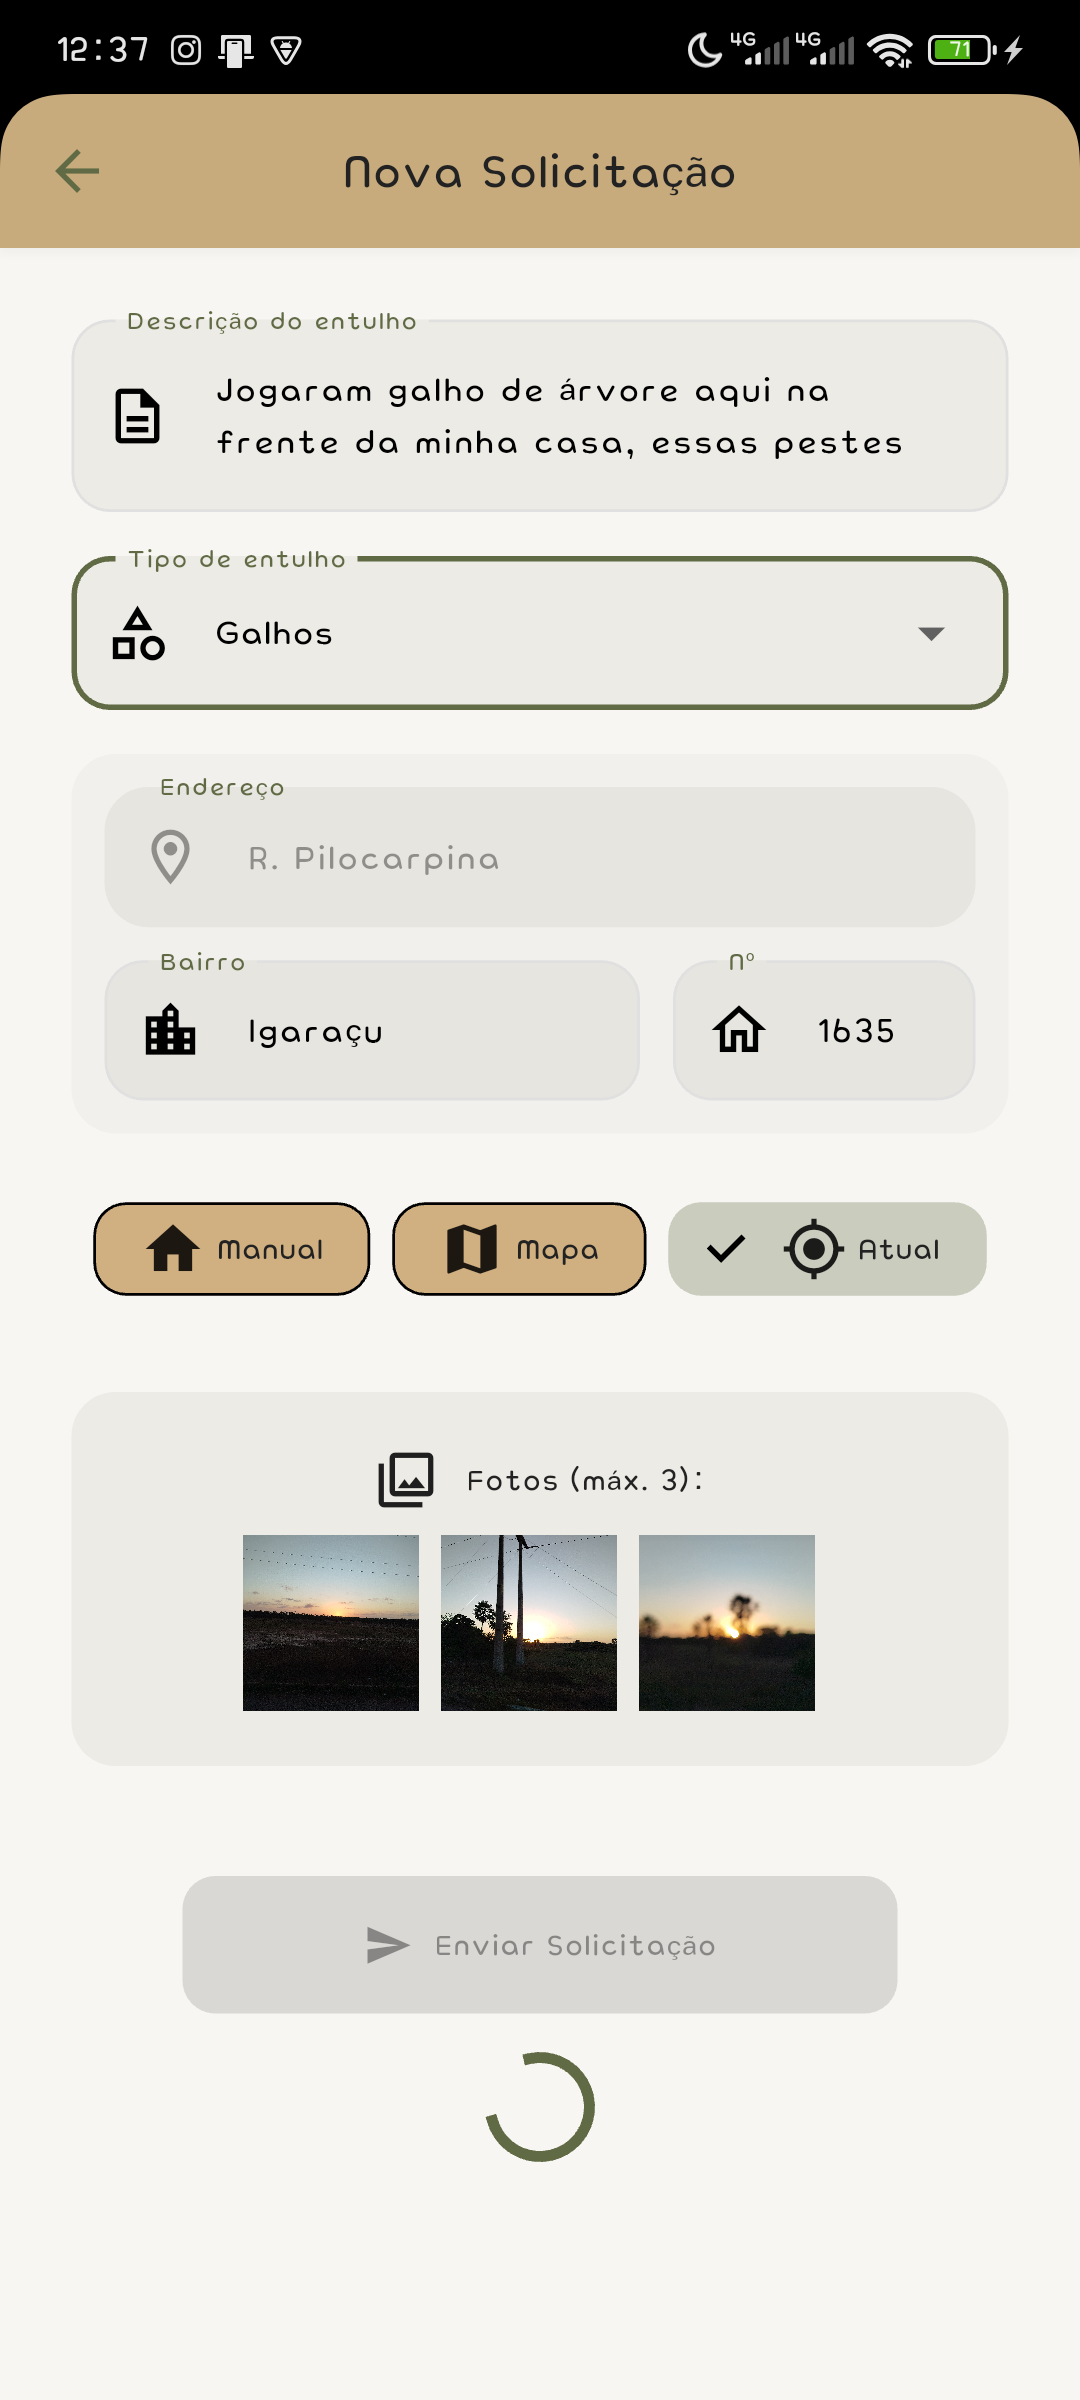 12:37
4G 4G 71
Nova Solicitação
Descrição do entulho
Jogaram galho de árvore aqui na
frente da minha casa, essas pestes
Tipo de entulho
Galhos
Endereço
R. Pilocarpina
Bairro
Igaraçu
Nº
1635
Manual
Mapa
Atual
Fotos (máx. 3):
Enviar Solicitação